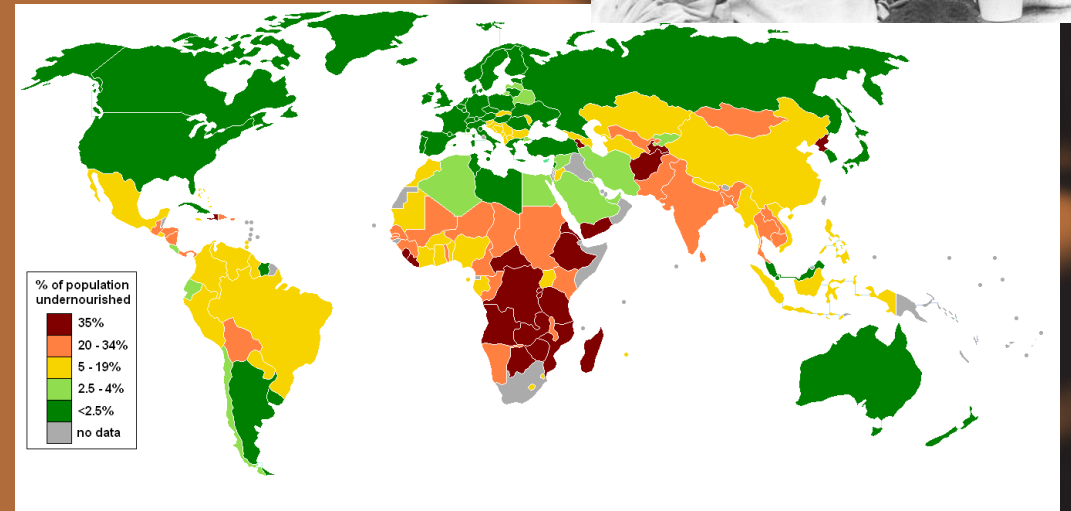 % of population
undernourished
35%
20 - 34%
5 - 19%
2.5 - 4%
<2.5%
no data